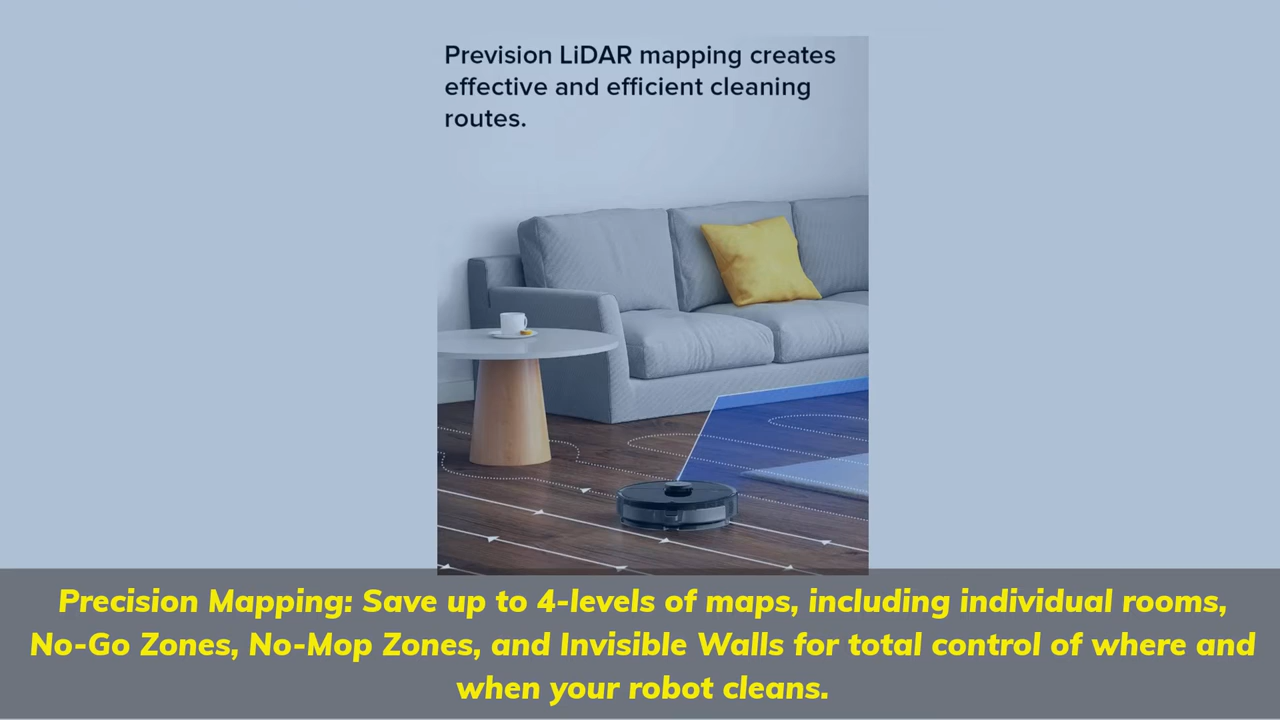 Prevision LiDAR mapping creates
effective and efficient cleaning
routes.
Precision Mapping: Save up to 4-levels of maps, including individual rooms,
No-Go Zones, No-Mop Zones, and Invisible Walls for total control of where and
when your robot cleans.